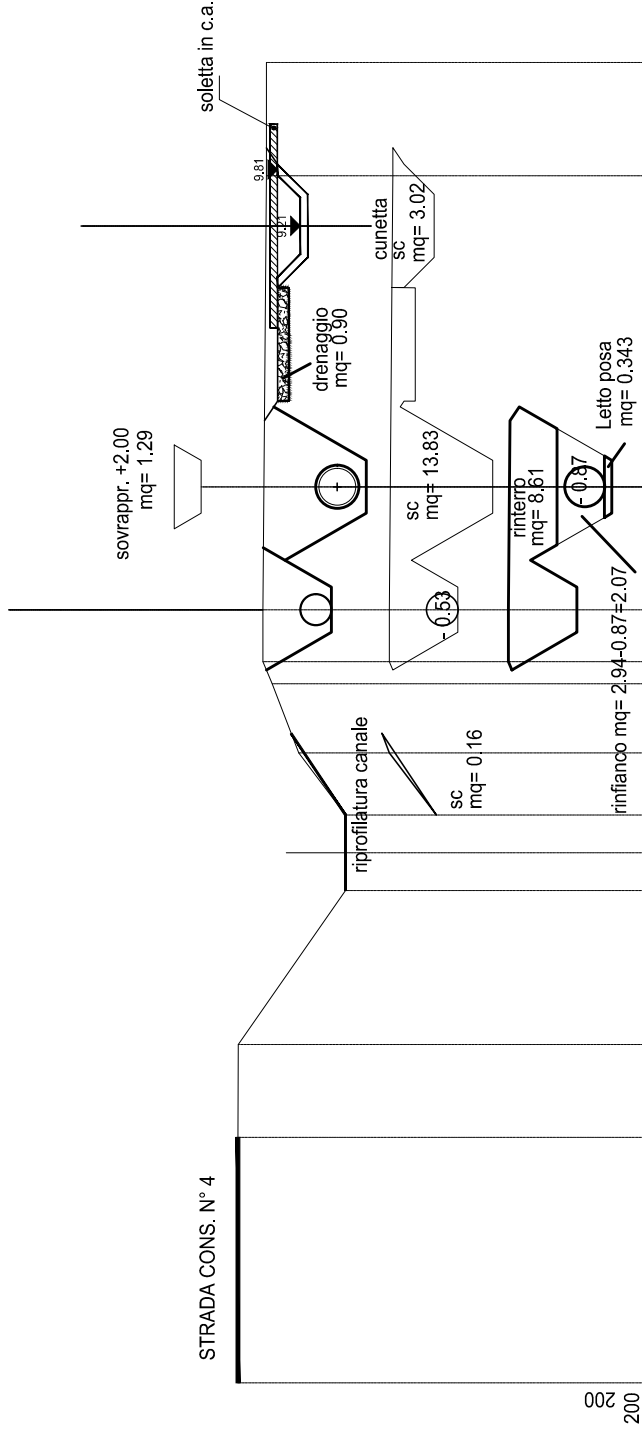 STRADA CONS. N° 4
sovrappr. +2.00
mq= 1.29
soletta in c.a.
9.81
9.21
drenaggio
mq= 0.90
cunetta
sc
mq= 3.02
riprofilatura canale
sc
mq= 0.16
- 0.53
sc
mq= 13.83
rinterro
mq= 8.61
- 0.87
Letto posa
mq= 0.343
rinfianco mq= 2.94-0.87=2.07
200
200